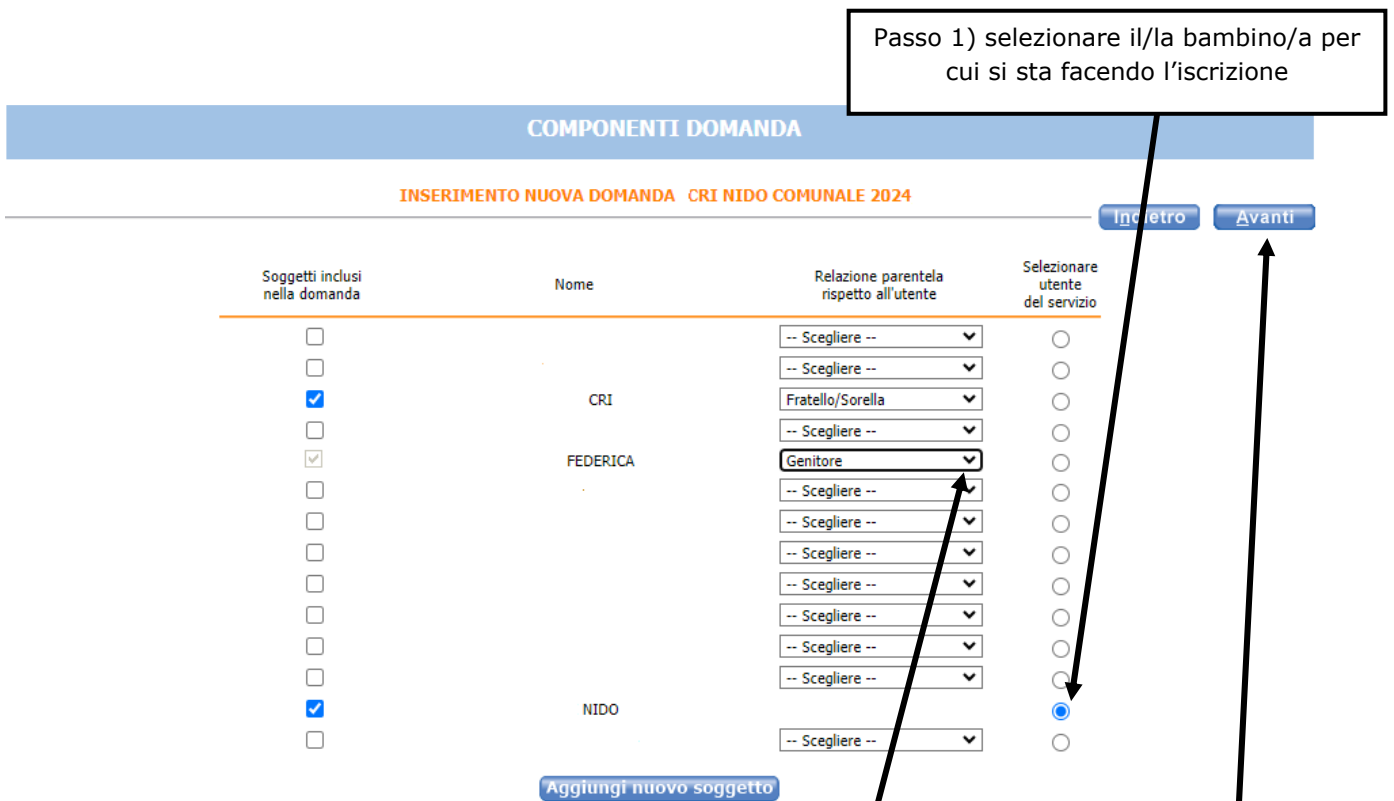 Passo 1) selezionare il/la bambino/a per
cui si sta facendo l'iscrizione
COMPONENTI DOMANDA
INSERIMENTO NUOVA DOMANDA CRI NIDO COMUNALE 2024
Indietro Avanti
Soggetti inclusi
nella domanda
Nome
Relazione parentela
rispetto all'utente
Selezionare
utente
del servizio
-- Scegliere --
-- Scegliere --
CRI Fratello/Sorella
-- Scegliere --
FEDERICA Genitore
-- Scegliere --
-- Scegliere --
-- Scegliere --
-- Scegliere --
-- Scegliere --
-- Scegliere --
-- Scegliere --
NIDO
-- Scegliere --
Aggiungi nuovo soggetto